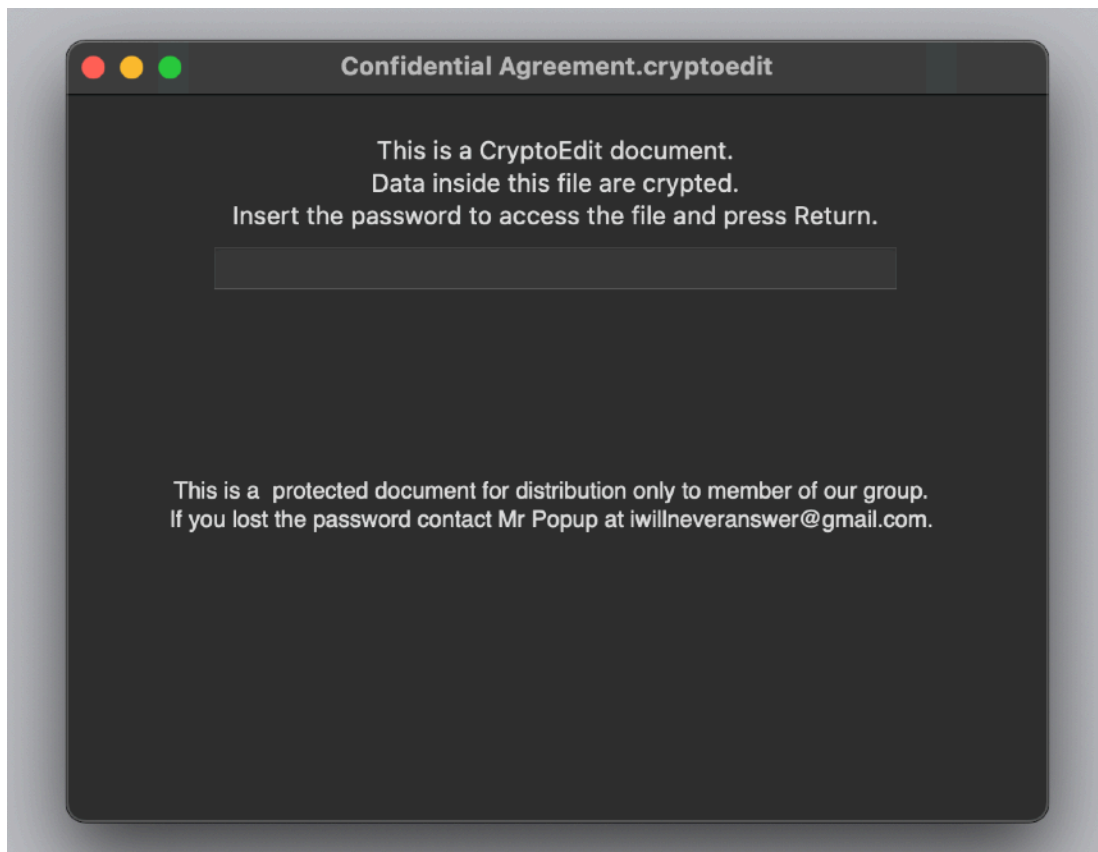 Confidential Agreement.cryptoedit
This is a CryptoEdit document.
Data inside this file are crypted.
Insert the password to access the file and press Return.
This is a  protected document for distribution only to member of our group.
If you lost the password contact Mr Popup at iwillneveranswer@gmail.com.